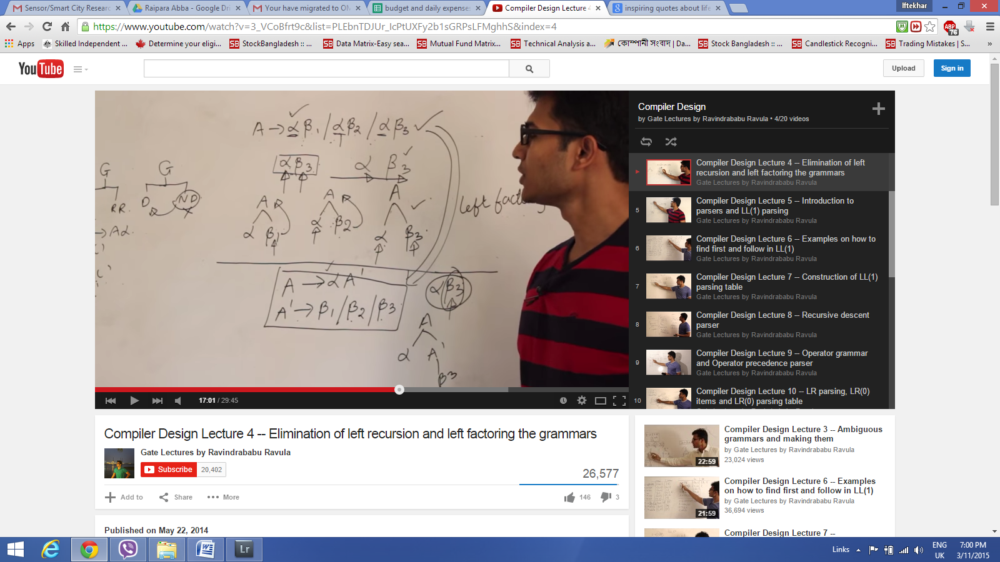 Sensor/Smart City Researc
Raipara Abba - Google Dri
Your have migrated to ON
budget and daily expense
Compiler Design Lecture 4
inspiring quotes about life
Iftekhar
https://www.youtube.com/watch?v=3_VCoBfrt9c&list=PLEbnTDJUr_IcPtUXFy2b1sGRPsLFMghhS&index=4
ABP
76
Apps
Skilled Independent ...
Determine your eligi...
SB StockBangladesh :: ...
SB Data Matrix-Easy sea...
SB Mutual Fund Matrix...
SB Technical Analysis a...
কোম্পানী সংবাদ | Da...
SB Stock Bangladesh :: ...
SB Candlestick Recogni...
SB Trading Mistakes | S...
»
YouTube
Upload
Sign in
A → αβ1 / αβ2 / αβ3
αβ3
α β3
G
G
RR.
D
ND
A
α β1
A
α β2
A
α β3
left factor
→ Aα.
A → αA'
A' → β1 / β2 / β3
αβ3
A
α A'
β3
17:01 / 29:45
Compiler Design
by Gate Lectures by Ravindrababu Ravula • 4/20 videos
Compiler Design Lecture 4 -- Elimination of left
recursion and left factoring the grammars
Gate Lectures by Ravindrababu Ravula
5
Compiler Design Lecture 5 -- Introduction to
parsers and LL(1) parsing
Gate Lectures by Ravindrababu Ravula
6
Compiler Design Lecture 6 -- Examples on how to
find first and follow in LL(1)
Gate Lectures by Ravindrababu Ravula
7
Compiler Design Lecture 7 -- Construction of LL(1)
parsing table
Gate Lectures by Ravindrababu Ravula
8
Compiler Design Lecture 8 -- Recursive descent
parser
Gate Lectures by Ravindrababu Ravula
9
Compiler Design Lecture 9 -- Operator grammar
and Operator precedence parser
Gate Lectures by Ravindrababu Ravula
10
Compiler Design Lecture 10 -- LR parsing, LR(0)
items and LR(0) parsing table
Compiler Design Lecture 4 -- Elimination of left recursion and left factoring the grammars
Gate Lectures by Ravindrababu Ravula
Subscribe 20,402
26,577
Add to
Share
More
146
3
Published on May 22, 2014
22:59
Compiler Design Lecture 3 -- Ambiguous
grammars and making them
by Gate Lectures by Ravindrababu Ravula
23,024 views
21:59
Compiler Design Lecture 6 -- Examples
on how to find first and follow in LL(1)
by Gate Lectures by Ravindrababu Ravula
36,694 views
Compiler Design Lecture 7 --
Lr
Links
ENG
UK
7:00 PM
3/11/2015